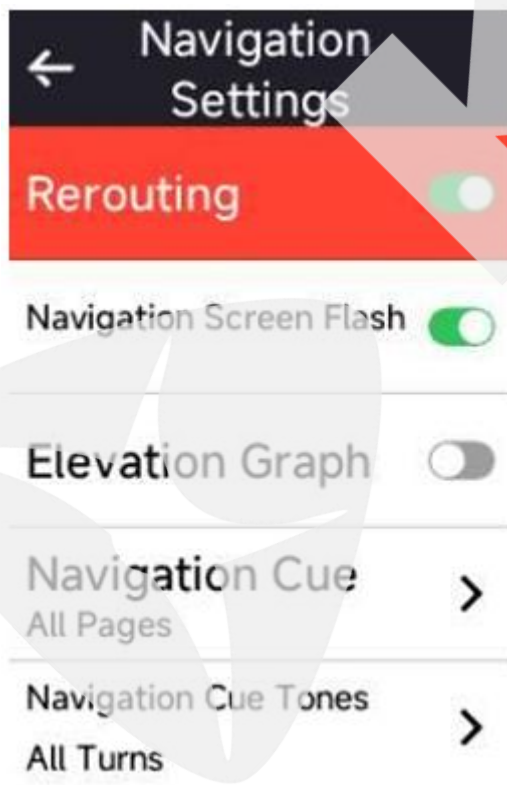 Navigation
Settings
Rerouting
Navigation Screen Flash
Elevation Graph
Navigation Cue
All Pages
Navigation Cue Tones
All Turns